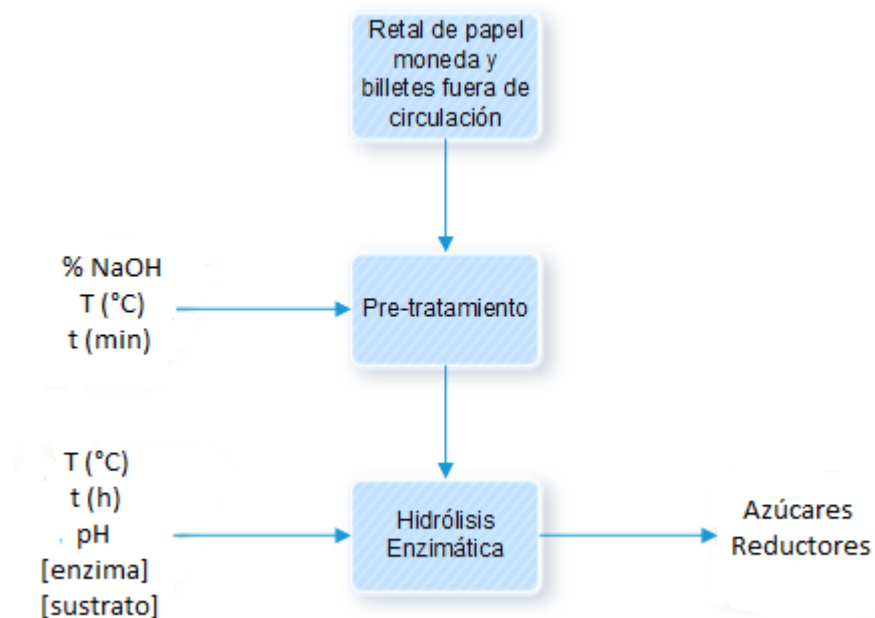 Retal de papel
moneda y
billetes fuera de
circulación
% NaOH
T (°C)
t (min)
Pre-tratamiento
T (°C)
t (h)
pH
[enzima]
[sustrato]
Hidrólisis
Enzimática
Azúcares
Reductores